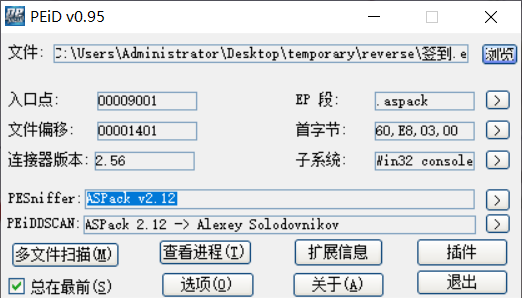 PEiD v0.95
文件: C:\Users\Administrator\Desktop\temporary\reverse\签到.e 浏览
入口点: 00009001 EP 段: .aspack >
文件偏移: 00001401 首字节: 60,E8,03,00 >
连接器版本: 2.56 子系统: Win32 console >
PESniffer: ASPack v2.12 >
PEiDDSCAN: ASPack 2.12 -> Alexey Solodovnikov >
多文件扫描(M) 查看进程(T) 扩展信息 插件
总在最前(S) 选项(O) 关于(A) 退出